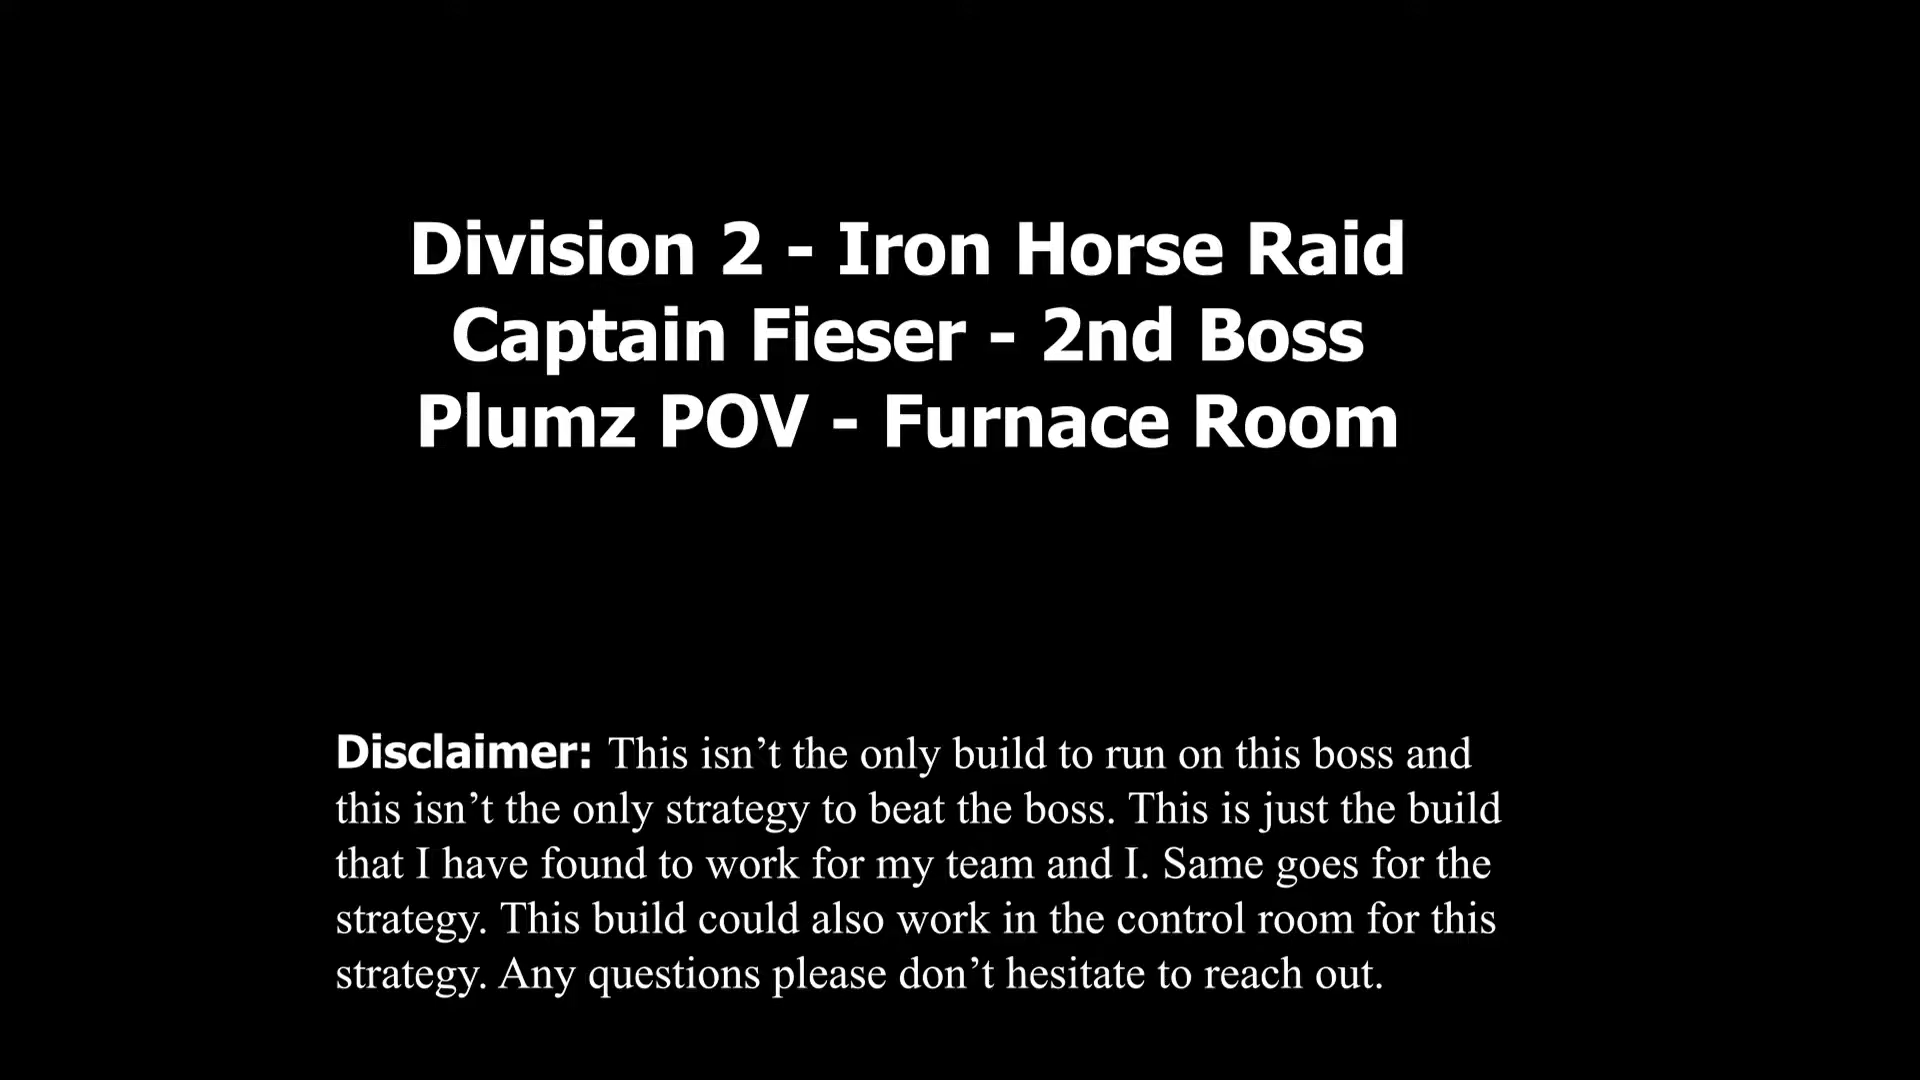 Division 2 - Iron Horse Raid
Captain Fieser - 2nd Boss
Plumz POV - Furnace Room
Disclaimer: This isn’t the only build to run on this boss and
this isn’t the only strategy to beat the boss. This is just the build
that I have found to work for my team and I. Same goes for the
strategy. This build could also work in the control room for this
strategy. Any questions please don’t hesitate to reach out.